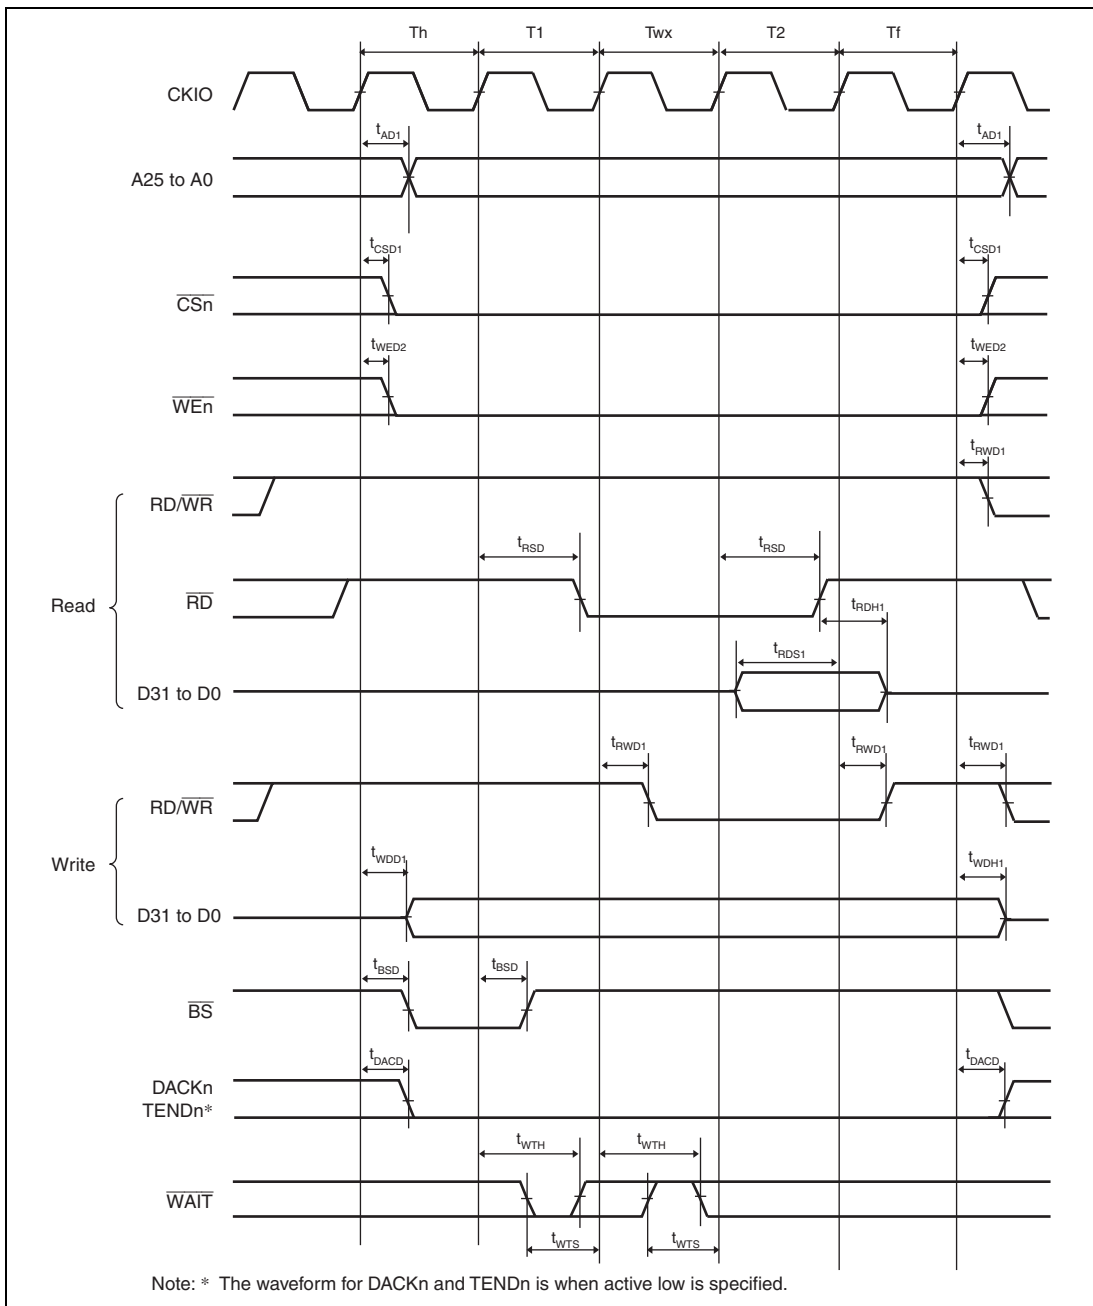 Th T1 Twx T2 Tf
CKIO
tAD1 tAD1
A25 to A0
tCSD1 tCSD1
CSn
tWED2 tWED2
WEn
tRWD1
RD/WR
tRSD tRSD
Read
RD
tRDH1
tRDS1
D31 to D0
tRWD1 tRWD1 tRWD1
RD/WR
Write
tWDD1 tWDH1
D31 to D0
tBSD tBSD
BS
tDACD tDACD
DACKn
TENDn*
tWTH tWTH
WAIT
tWTS tWTS
Note: * The waveform for DACKn and TENDn is when active low is specified.